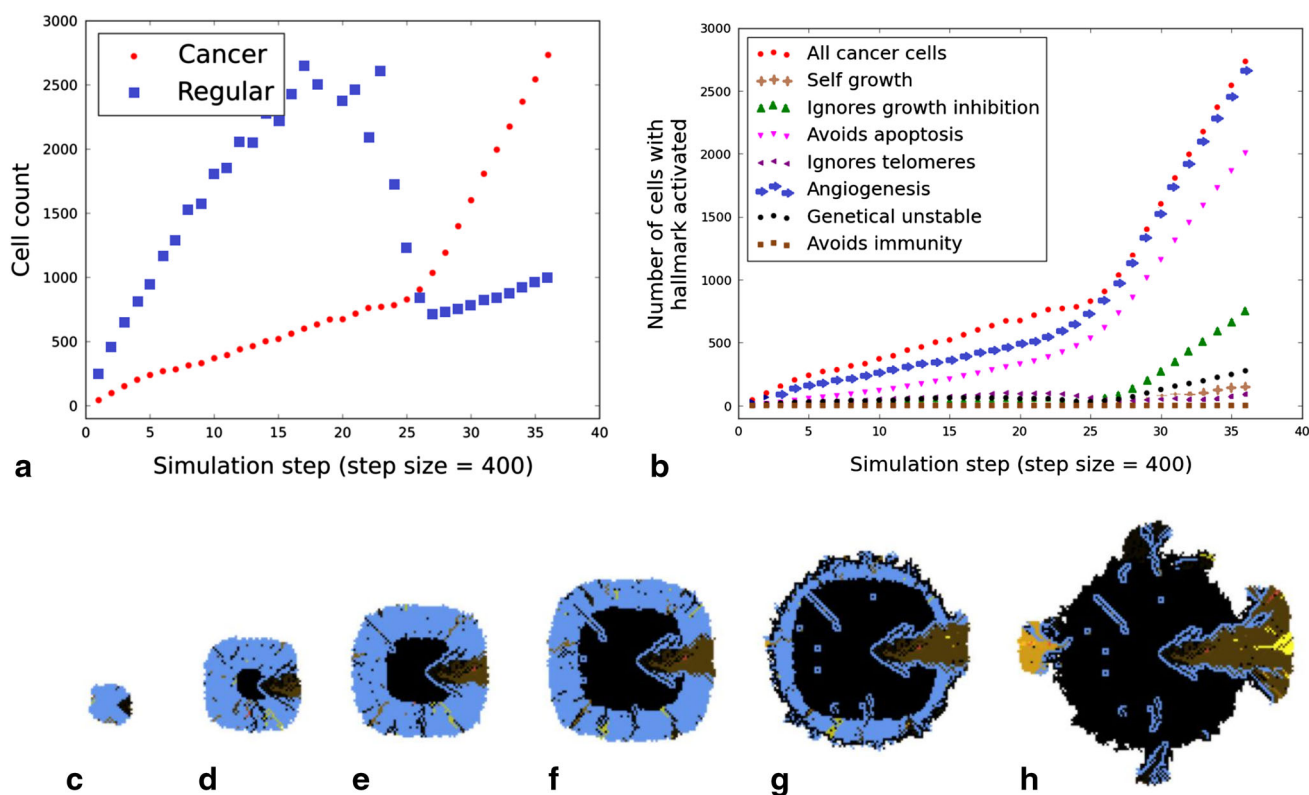 3000
2500
2000
1500
1000
500
0
Cell count
Cancer
Regular
0 5 10 15 20 25 30 35 40
a
Simulation step (step size = 400)
3000
2500
2000
1500
1000
500
0
Number of cells with
hallmark activated
All cancer cells
Self growth
Ignores growth inhibition
Avoids apoptosis
Ignores telomeres
Angiogenesis
Genetical unstable
Avoids immunity
0 5 10 15 20 25 30 35 40
b
Simulation step (step size = 400)
c d e f g h